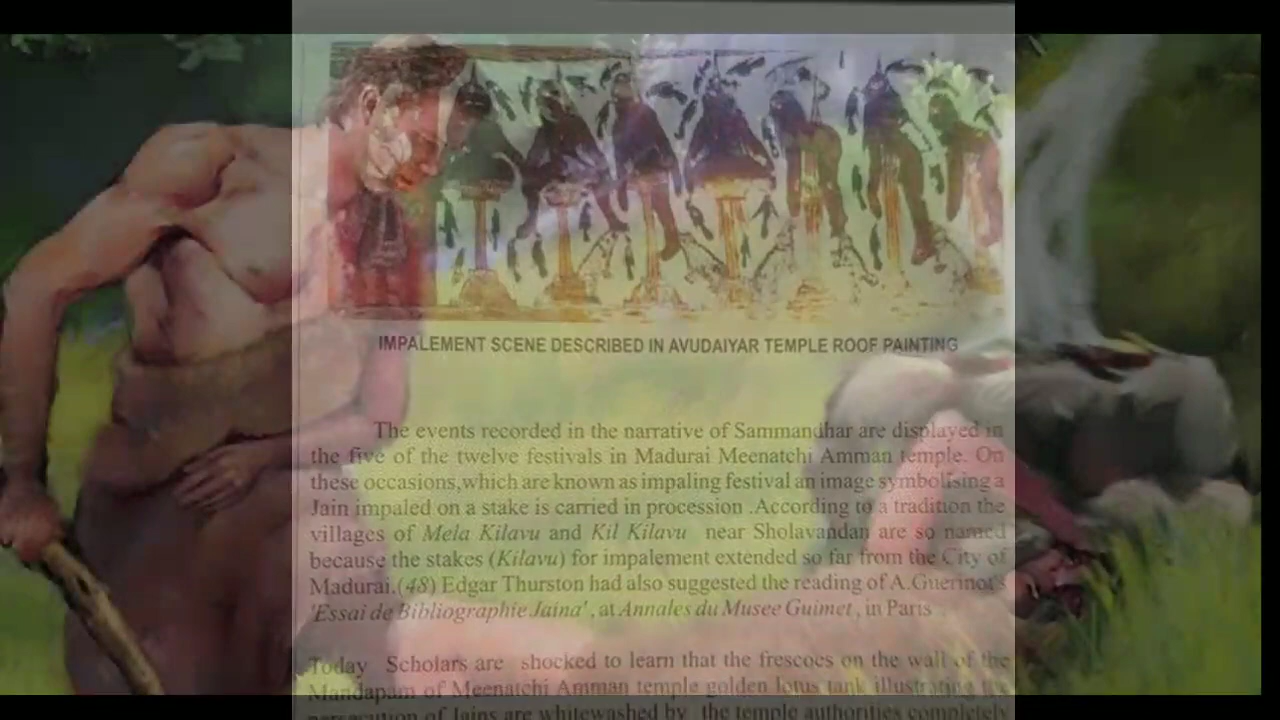 IMPALEMENT SCENE DESCRIBED IN AVUDAIYAR TEMPLE ROOF PAINTING
The events recorded in the narrative of Sammandhar are displayed in
the five of the twelve festivals in Madurai Meenatchi Amman temple. On
these occasions,which are known as impaling festival an image symbolising a
Jain impaled on a stake is carried in procession .According to a tradition the
villages of Mela Kilavu and Kil Kilavu near Sholavandan are so named
because the stakes (Kilavu) for impalement extended so far from the City of
Madurai.(48) Edgar Thurston had also suggested the reading of A.Guerinot's
'Essai de Bibliographie Jaina' , at Annales du Musee Guimet , in Paris
Today Scholars are shocked to learn that the frescoes on the wall of the
Mandapam of Meenatchi Amman temple golden lotus tank illustrating the
persecution of Jains are whitewashed by the temple authorities completely